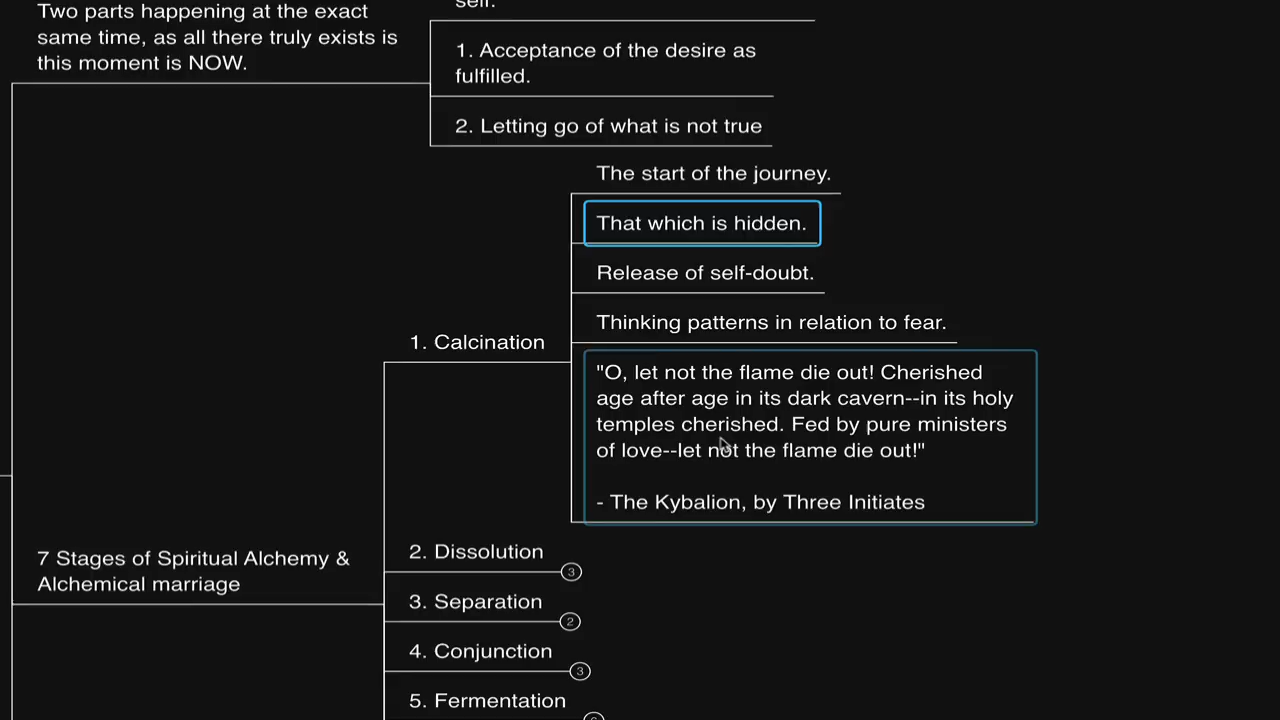 self.
Two parts happening at the exact
same time, as all there truly exists is
this moment is NOW.
1. Acceptance of the desire as
fulfilled.
2. Letting go of what is not true
The start of the journey.
That which is hidden.
Release of self-doubt.
Thinking patterns in relation to fear.
1. Calcination
"O, let not the flame die out! Cherished
age after age in its dark cavern--in its holy
temples cherished. Fed by pure ministers
of love--let not the flame die out!"
- The Kybalion, by Three Initiates
7 Stages of Spiritual Alchemy &
Alchemical marriage
2. Dissolution
3
3. Separation
2
4. Conjunction
3
5. Fermentation